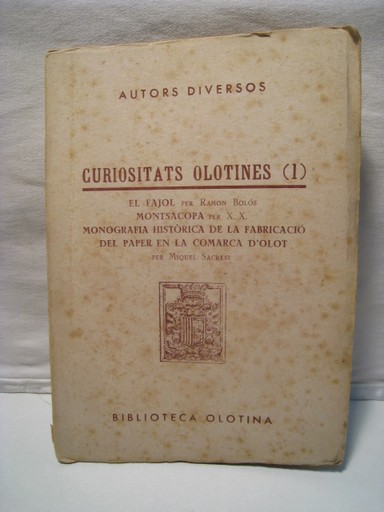 AUTORS DIVERSOS
CURIOSITATS OLOTINES (I)
EL FAJOL PER RAMON BOLÓS
MONTSACOPA PER X. X.
MONOGRAFIA HISTÒRICA DE LA FABRICACIÓ
DEL PAPER EN LA COMARCA D'OLOT
PER MIQUEL SACREST
BIBLIOTECA OLOTINA